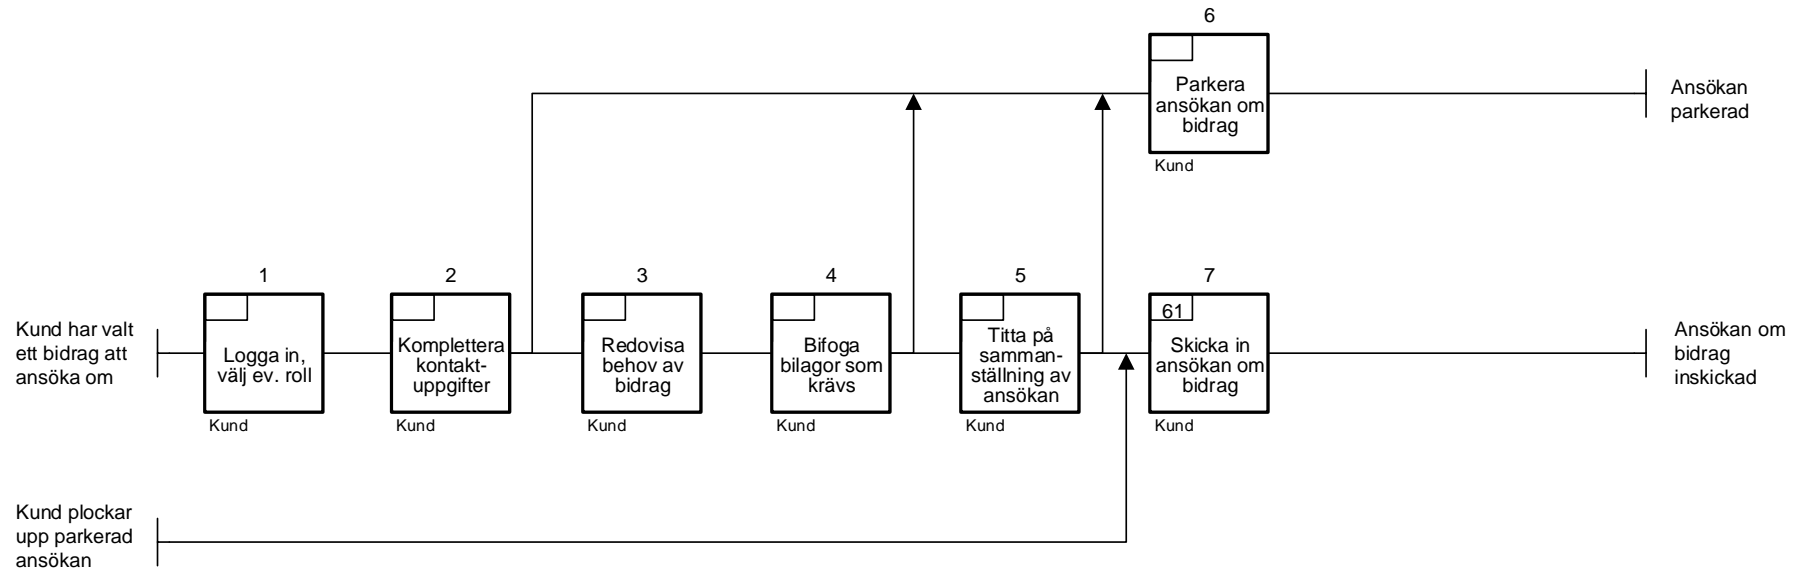 6
Parkera
ansökan om
bidrag
Kund
Ansökan
parkerad
Kund har valt
ett bidrag att
ansöka om
1
Logga in,
välj ev. roll
Kund
2
Komplettera
kontakt-
uppgifter
Kund
3
Redovisa
behov av
bidrag
Kund
4
Bifoga
bilagor som
krävs
Kund
5
Titta på
samman-
ställning av
ansökan
Kund
7
61
Skicka in
ansökan om
bidrag
Kund
Ansökan om
bidrag
inskickad
Kund plockar
upp parkerad
ansökan